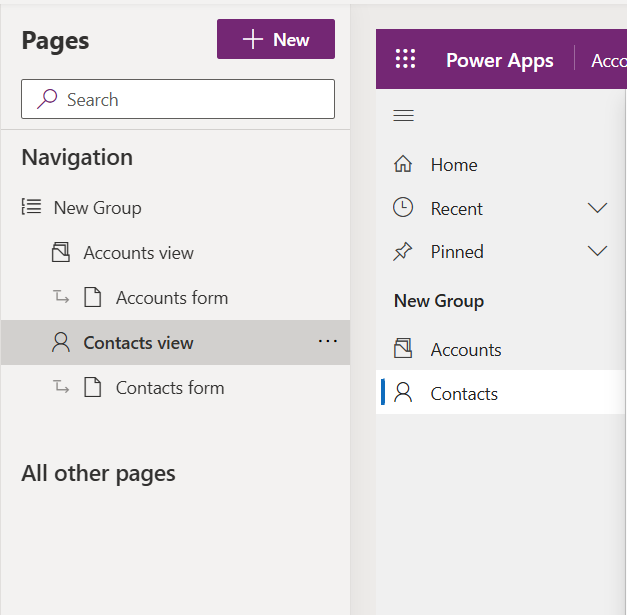 Pages
New
Search
Navigation
New Group
Accounts view
Accounts form
Contacts view
Contacts form
All other pages
Power Apps
Acco
Home
Recent
Pinned
New Group
Accounts
Contacts